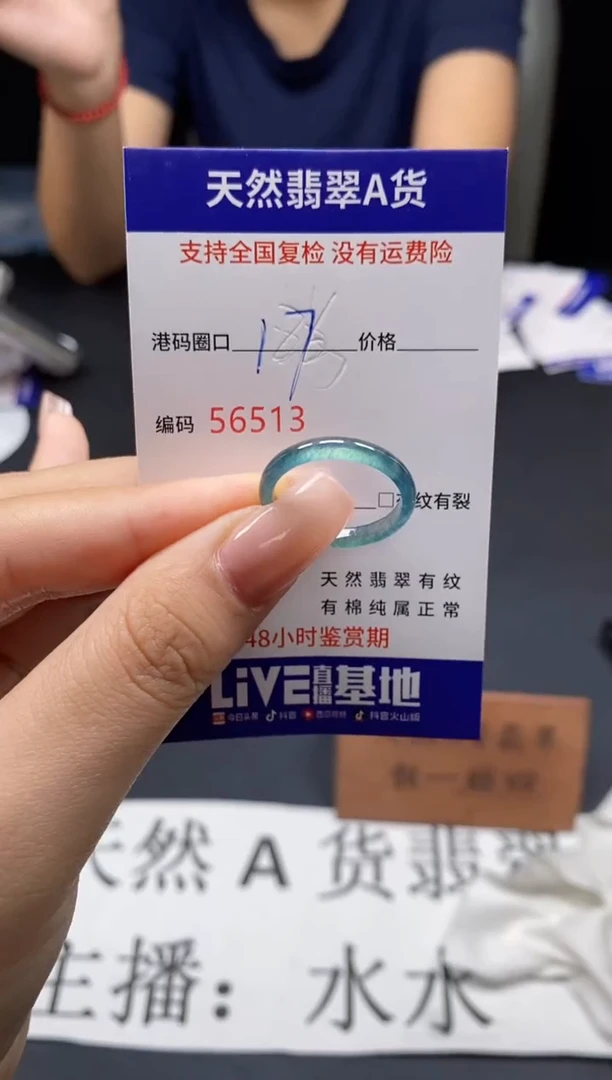 天然翡翠A货
支持全国复检 没有运费险
港码圈口 17 价格
编码 56513
纹有裂
天然翡翠有纹
有棉纯属正常
48小时鉴赏期
LiVE直播基地
今日头条 抖音 西瓜视频 抖音火山版
天然A货翡翠
主播：水水